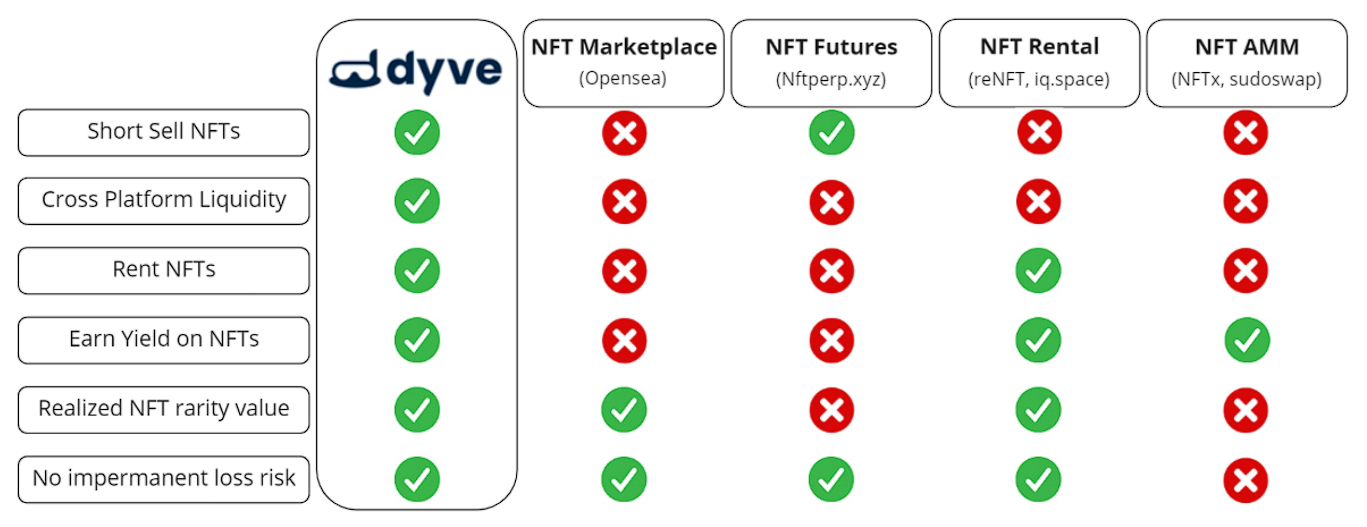 dyve
NFT Marketplace
(Opensea)
NFT Futures
(Nftperp.xyz)
NFT Rental
(reNFT, iq.space)
NFT AMM
(NFTx, sudoswap)
Short Sell NFTs
Cross Platform Liquidity
Rent NFTs
Earn Yield on NFTs
Realized NFT rarity value
No impermanent loss risk